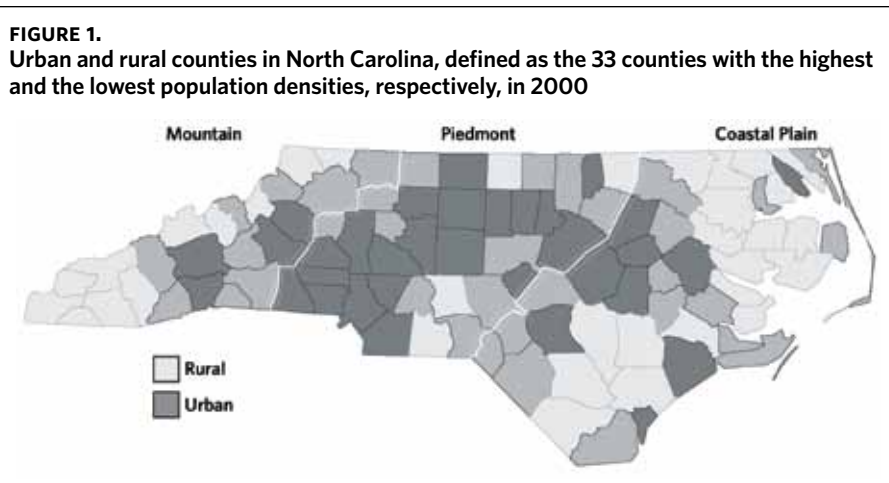 FIGURE 1.
Urban and rural counties in North Carolina, defined as the 33 counties with the highest
and the lowest population densities, respectively, in 2000
Mountain Piedmont Coastal Plain
Rural
Urban